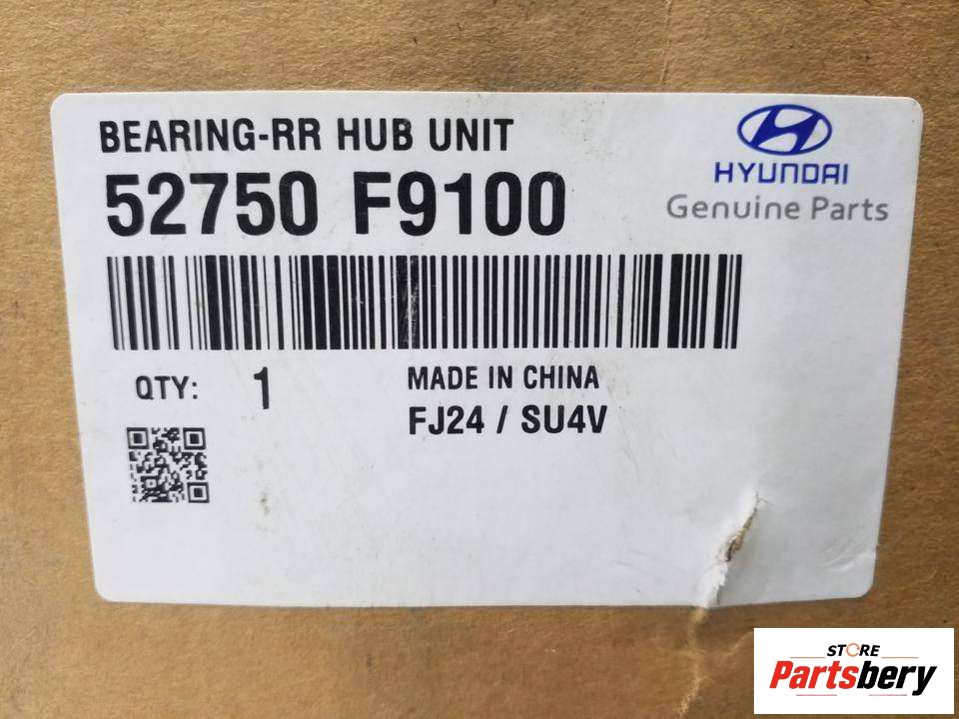 BEARING-RR HUB UNIT
52750 F9100
HYUNDAI
Genuine Parts
QTY: 1
MADE IN CHINA
FJ24 / SU4V
STORE
Partsbery